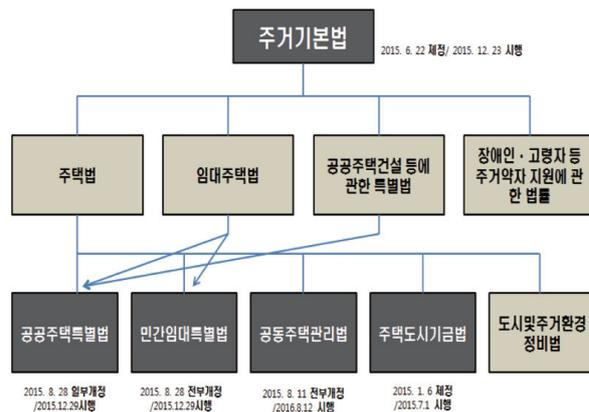 주거기본법
2015. 6. 22 제정/ 2015. 12. 23 시행
주택법
임대주택법
공공주택건설 등에
관한 특별법
장애인·고령자 등
주거약자 지원에 관
한 법률
공공주택특별법
민간임대특별법
공동주택관리법
주택도시기금법
도시및주거환경
정비법
2015. 8. 28 일부개정
/2015.12.29시행
2015. 8. 28 전부개정
/2015.12.29시행
2015. 8. 11 전부개정
/2016.8.12 시행
2015. 1. 6 제정
/2015.7.1 시행